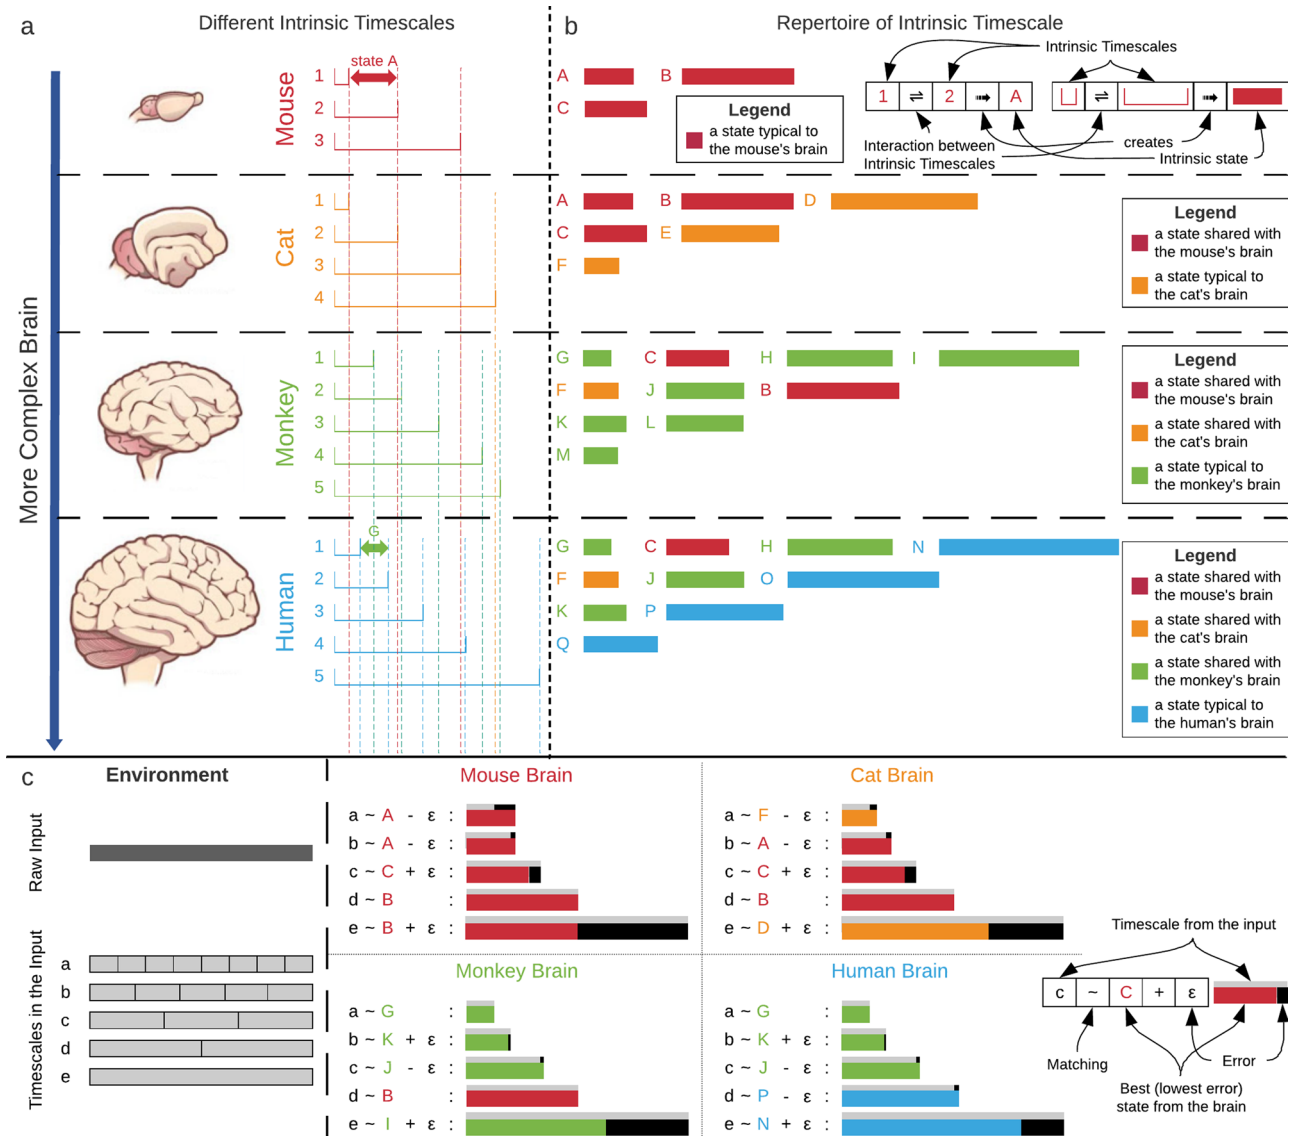 a
Different Intrinsic Timescales
b
Repertoire of Intrinsic Timescale
More Complex Brain
Mouse
1
state A
2
3
A
B
C
Legend
a state typical to
the mouse's brain
Intrinsic Timescales
1 ⇌ 2 ⇢ A
⇌ ⇢
Interaction between
Intrinsic Timescales
creates
Intrinsic state
Cat
1
2
3
4
A
B
D
C
E
F
Legend
a state shared with
the mouse's brain
a state typical to
the cat's brain
Monkey
1
2
3
4
5
G
C
H
I
F
J
B
K
L
M
Legend
a state shared with
the mouse's brain
a state shared with
the cat's brain
a state typical to
the monkey's brain
Human
1
G
2
3
4
5
G
C
H
N
F
J
O
K
P
Q
Legend
a state shared with
the mouse's brain
a state shared with
the cat's brain
a state shared with
the monkey's brain
a state typical to
the human's brain
c
Environment
Raw Input
Timescales in the Input
a
b
c
d
e
Mouse Brain
a ~ A - ε :
b ~ A - ε :
c ~ C + ε :
d ~ B :
e ~ B + ε :
Cat Brain
a ~ F - ε :
b ~ A - ε :
c ~ C + ε :
d ~ B :
e ~ D + ε :
Monkey Brain
a ~ G :
b ~ K + ε :
c ~ J - ε :
d ~ B :
e ~ I + ε :
Human Brain
a ~ G :
b ~ K + ε :
c ~ J - ε :
d ~ P - ε :
e ~ N + ε :
Timescale from the input
c ~ C + ε
Matching
Error
Best (lowest error)
state from the brain